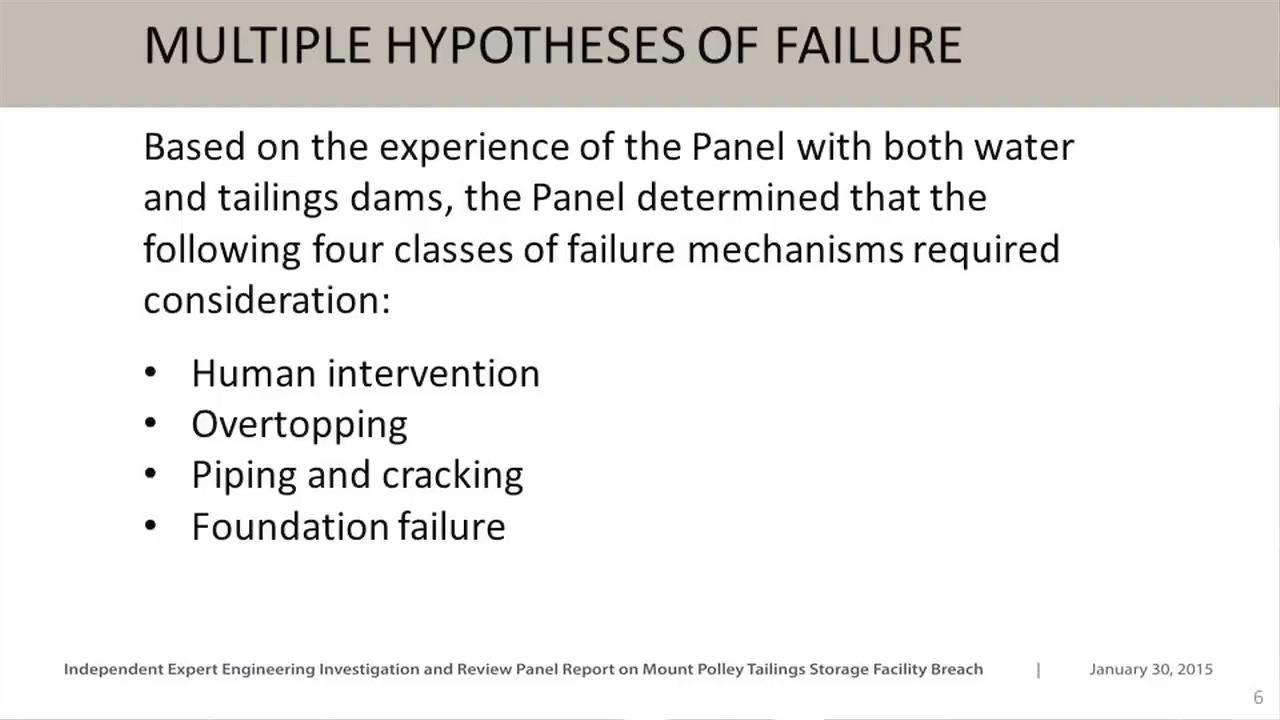 MULTIPLE HYPOTHESES OF FAILURE
Based on the experience of the Panel with both water
and tailings dams, the Panel determined that the
following four classes of failure mechanisms required
consideration:
• Human intervention
• Overtopping
• Piping and cracking
• Foundation failure
Independent Expert Engineering Investigation and Review Panel Report on Mount Polley Tailings Storage Facility Breach | January 30, 2015
6